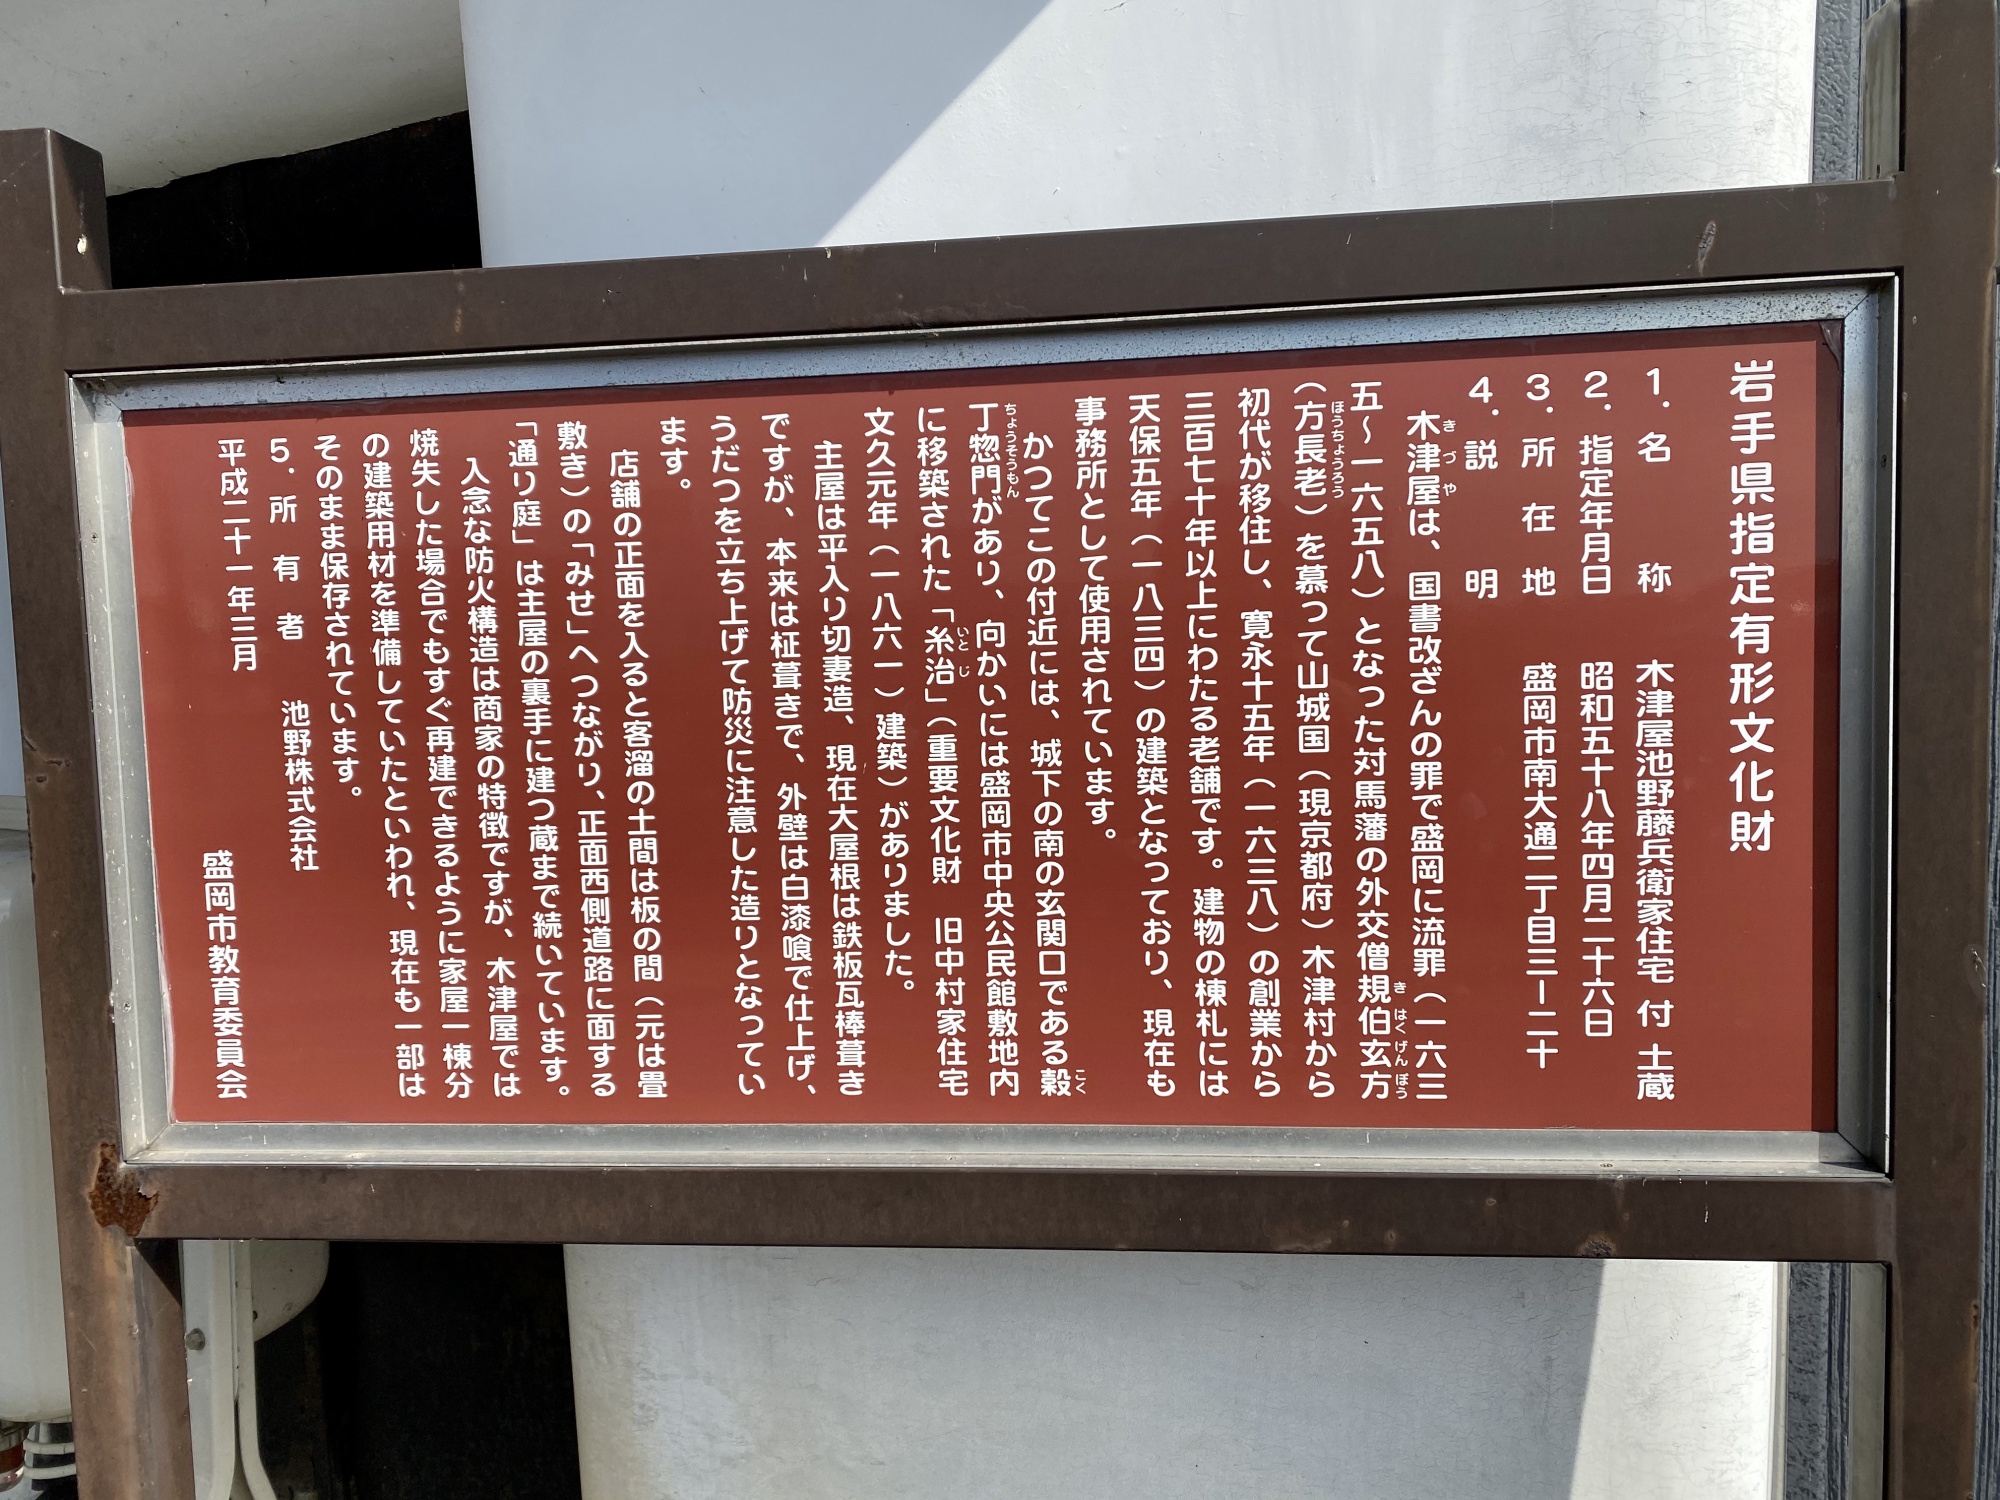 岩手県指定有形文化財
1．名　　称　　木津屋池野藤兵衛家住宅 付 土蔵
2．指定年月日　　昭和五十八年四月二十六日
3．所 在 地　　盛岡市南大通二丁目三ー二十
4．説　　明
木津屋は、国書改ざんの罪で盛岡に流罪（一六三
五～一六五八）となった対馬藩の外交僧規伯玄方
（方長老）を慕って山城国（現京都府）木津村から
初代が移住し、寛永十五年（一六三八）の創業から
三百七十年以上にわたる老舗です。建物の棟札には
天保五年（一八三四）の建築となっており、現在も
事務所として使用されています。
かつてこの付近には、城下の南の玄関口である穀
丁惣門があり、向かいには盛岡市中央公民館敷地内
に移築された「糸治」（重要文化財　旧中村家住宅
文久元年（一八六一）建築）がありました。
主屋は平入り切妻造、現在大屋根は鉄板瓦棒葺き
ですが、本来は柾葺きで、外壁は白漆喰で仕上げ、
うだつを立ち上げて防災に注意した造りとなってい
ます。
店舗の正面を入ると客溜の土間は板の間（元は畳
敷き）の「みせ」へつながり、正面西側道路に面する
「通り庭」は主屋の裏手に建つ蔵まで続いています。
入念な防火構造は商家の特徴ですが、木津屋では
焼失した場合でもすぐ再建できるように家屋一棟分
の建築用材を準備していたといわれ、現在も一部は
そのまま保存されています。
5．所 有 者　　池野株式会社
平成二十一年三月
盛岡市教育委員会